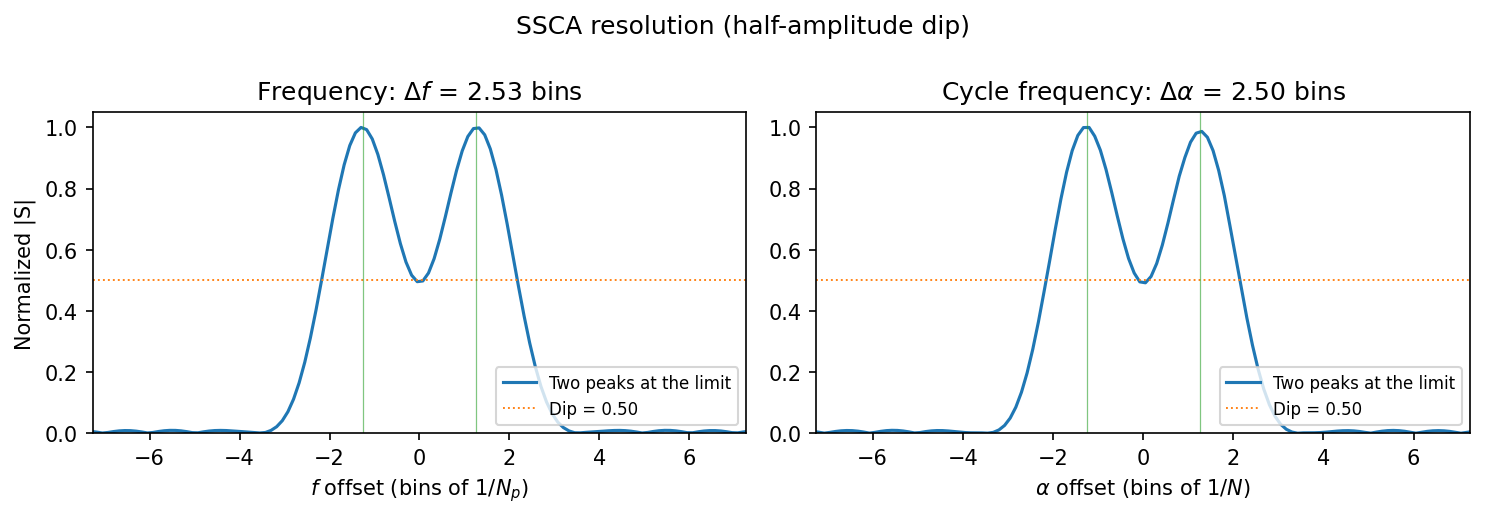 SSCA resolution (half-amplitude dip)
Frequency: Δf = 2.53 bins
Normalized |S|
1.0
0.8
0.6
0.4
0.2
0.0
Two peaks at the limit
Dip = 0.50
−6 −4 −2 0 2 4 6
f offset (bins of 1/Nₚ)
Cycle frequency: Δα = 2.50 bins
1.0
0.8
0.6
0.4
0.2
0.0
Two peaks at the limit
Dip = 0.50
−6 −4 −2 0 2 4 6
α offset (bins of 1/N)